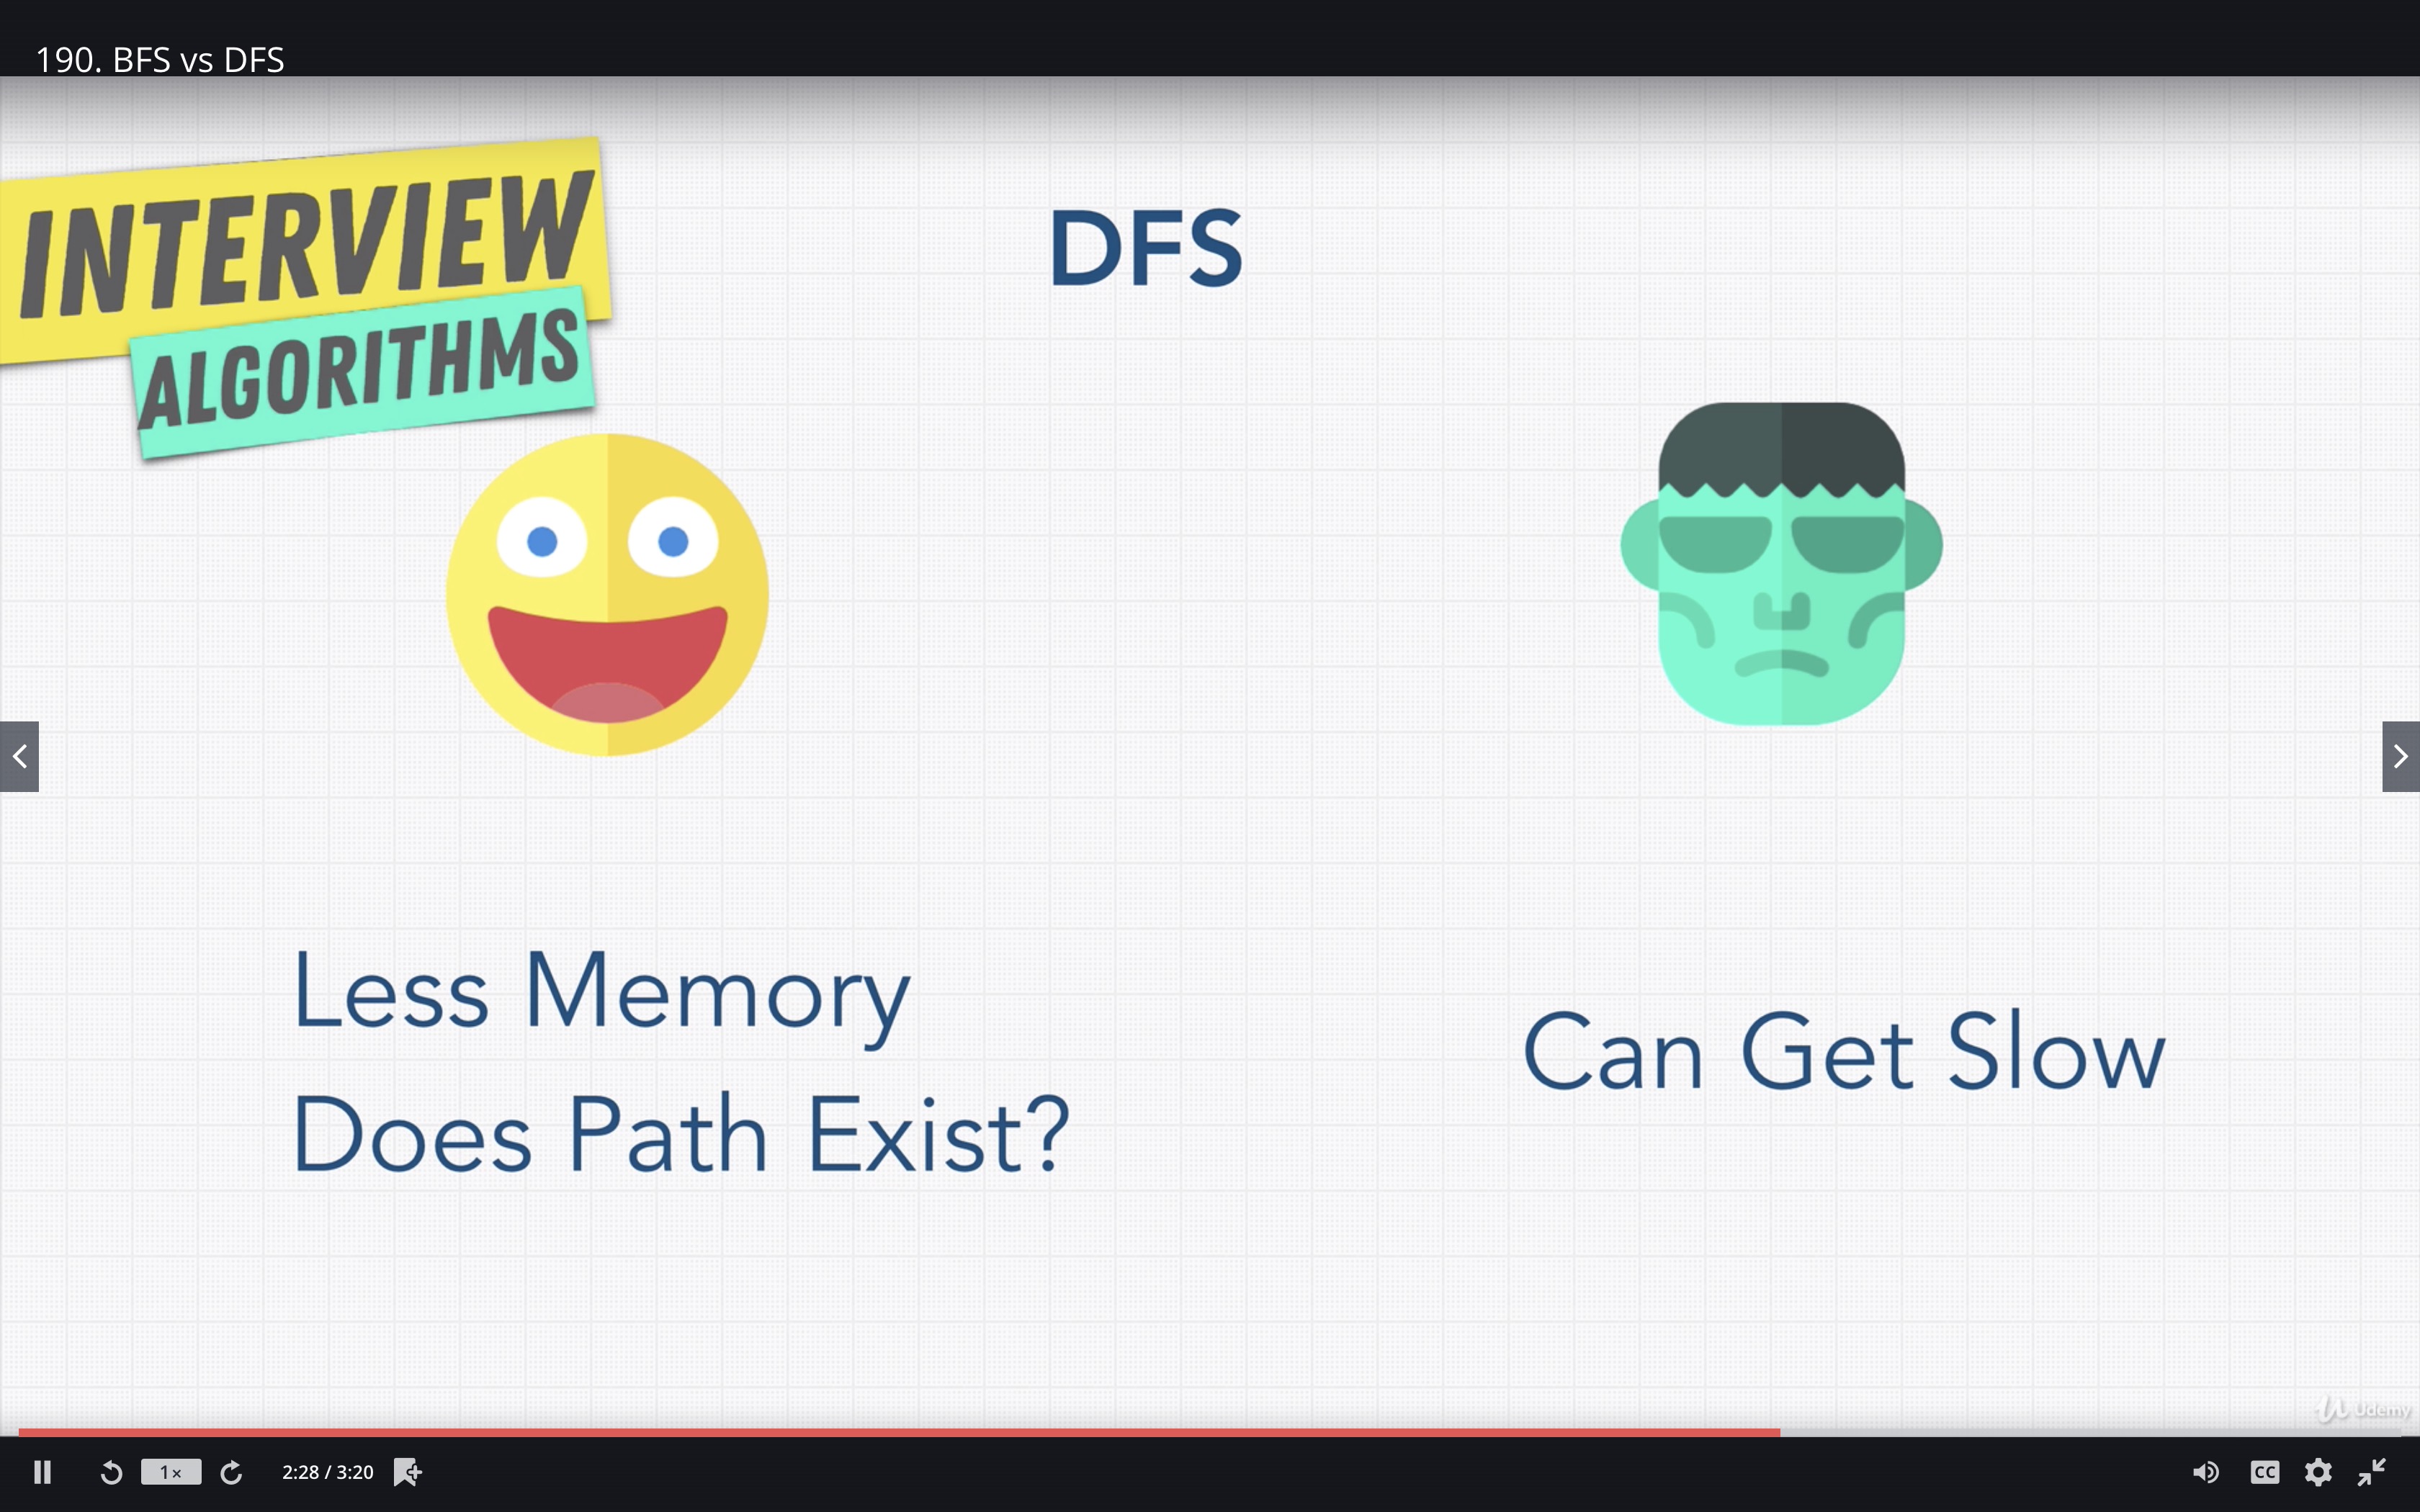 190. BFS vs DFS
INTERVIEW
ALGORITHMS
DFS
Less Memory
Does Path Exist?
Can Get Slow
Udemy
1×
2:28 / 3:20
CC